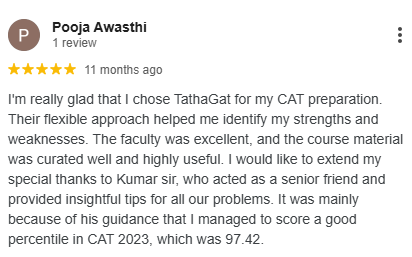 P
Pooja Awasthi
1 review
11 months ago
I'm really glad that I chose TathaGat for my CAT preparation.
Their flexible approach helped me identify my strengths and
weaknesses. The faculty was excellent, and the course material
was curated well and highly useful. I would like to extend my
special thanks to Kumar sir, who acted as a senior friend and
provided insightful tips for all our problems. It was mainly
because of his guidance that I managed to score a good
percentile in CAT 2023, which was 97.42.